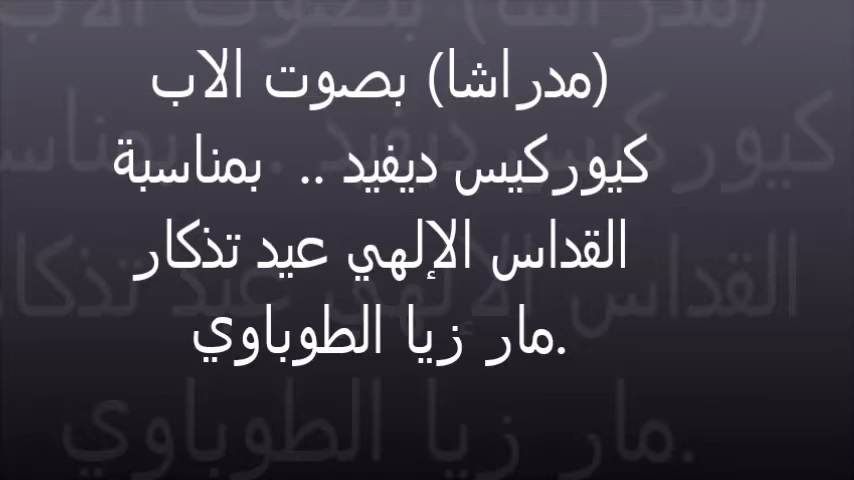 (مدراشا) بصوت الاب
كيوركيس ديفيد .. بمناسبة
القداس الإلهي عيد تذكار
مار زيا الطوباوي.